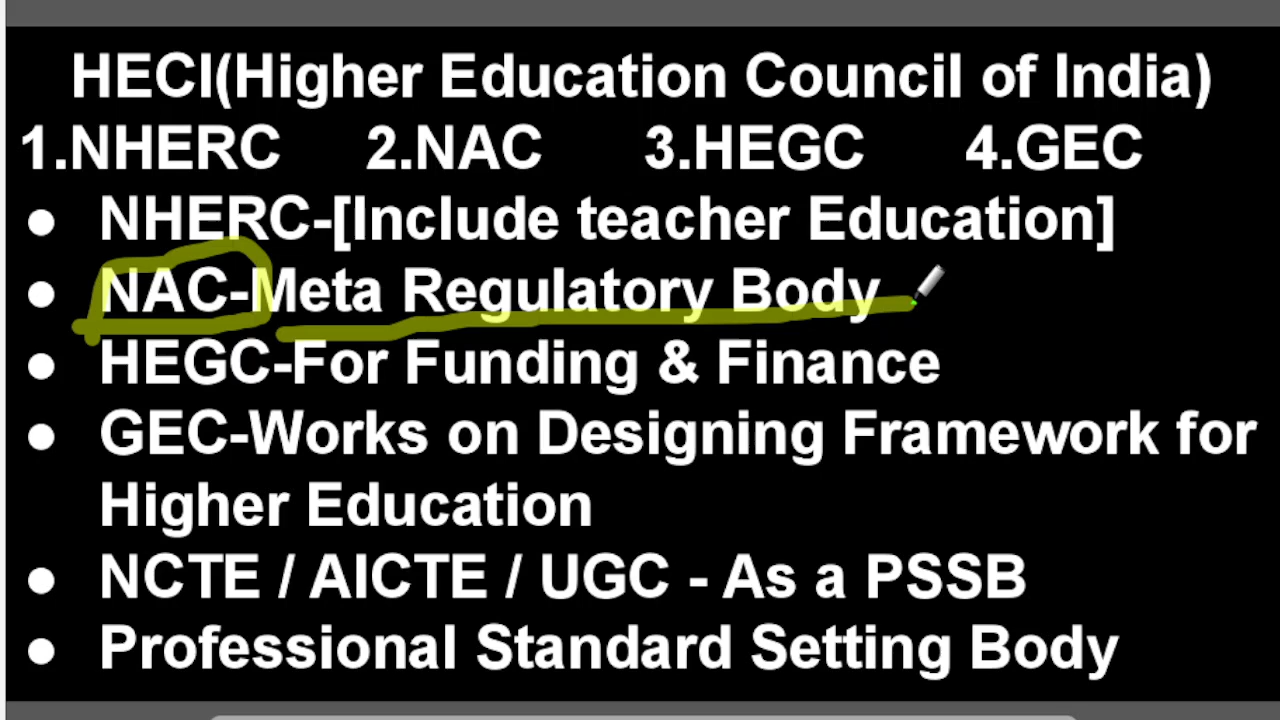 HECI(Higher Education Council of India)
1.NHERC 2.NAC 3.HEGC 4.GEC
● NHERC-[Include teacher Education]
● NAC-Meta Regulatory Body
● HEGC-For Funding & Finance
● GEC-Works on Designing Framework for
Higher Education
● NCTE / AICTE / UGC - As a PSSB
● Professional Standard Setting Body